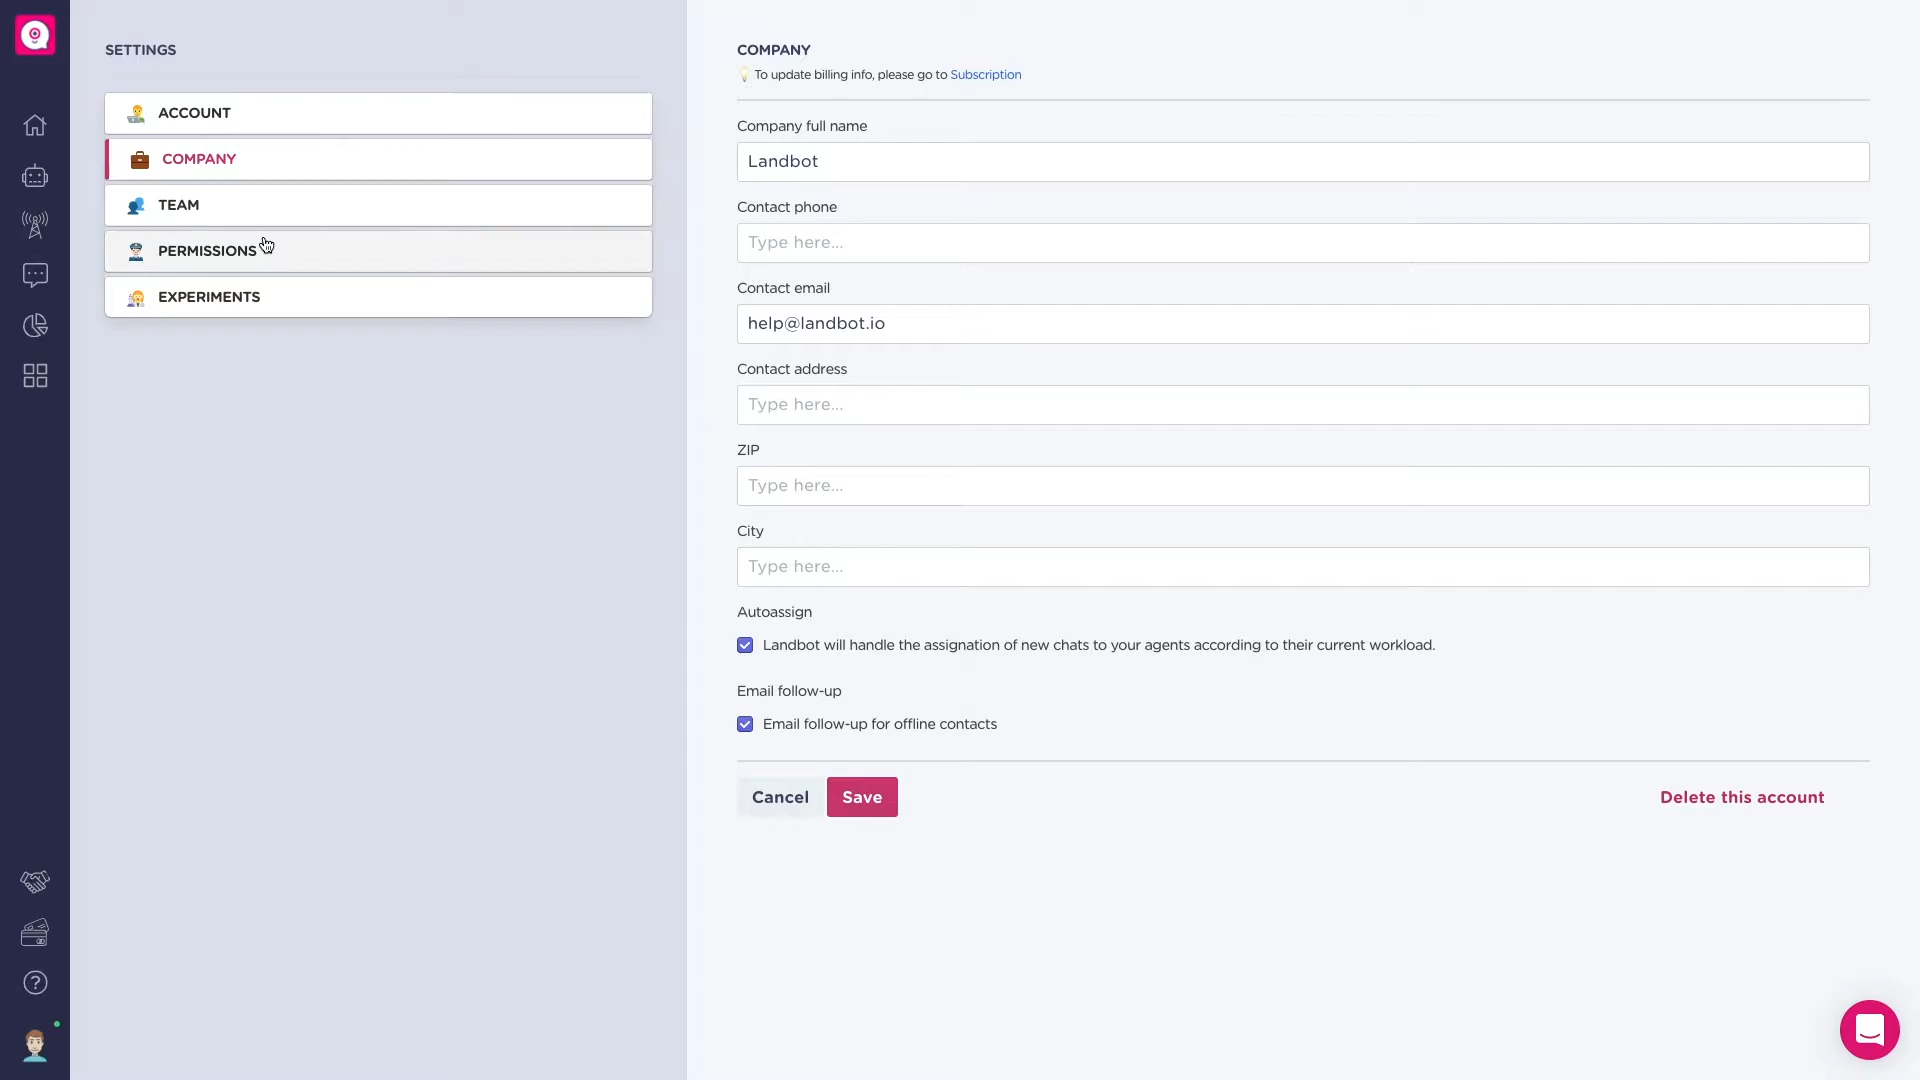 SETTINGS
ACCOUNT
COMPANY
TEAM
PERMISSIONS
EXPERIMENTS
COMPANY
To update billing info, please go to Subscription
Company full name
Landbot
Contact phone
Type here...
Contact email
help@landbot.io
Contact address
Type here...
ZIP
Type here...
City
Type here...
Autoassign
Landbot will handle the assignation of new chats to your agents according to their current workload.
Email follow-up
Email follow-up for offline contacts
Cancel
Save
Delete this account